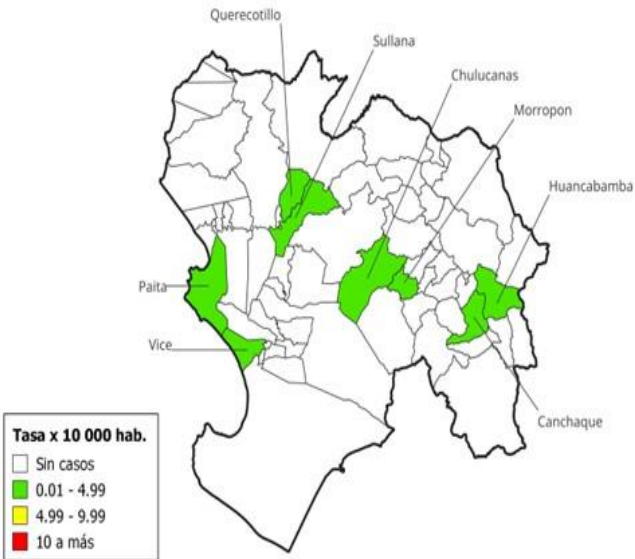 Querecotillo
Sullana
Chulucanas
Morropon
Huancabamba
Paita
Vice
Canchaque
Tasa x 10 000 hab.
Sin casos
0.01 - 4.99
4.99 - 9.99
10 a más